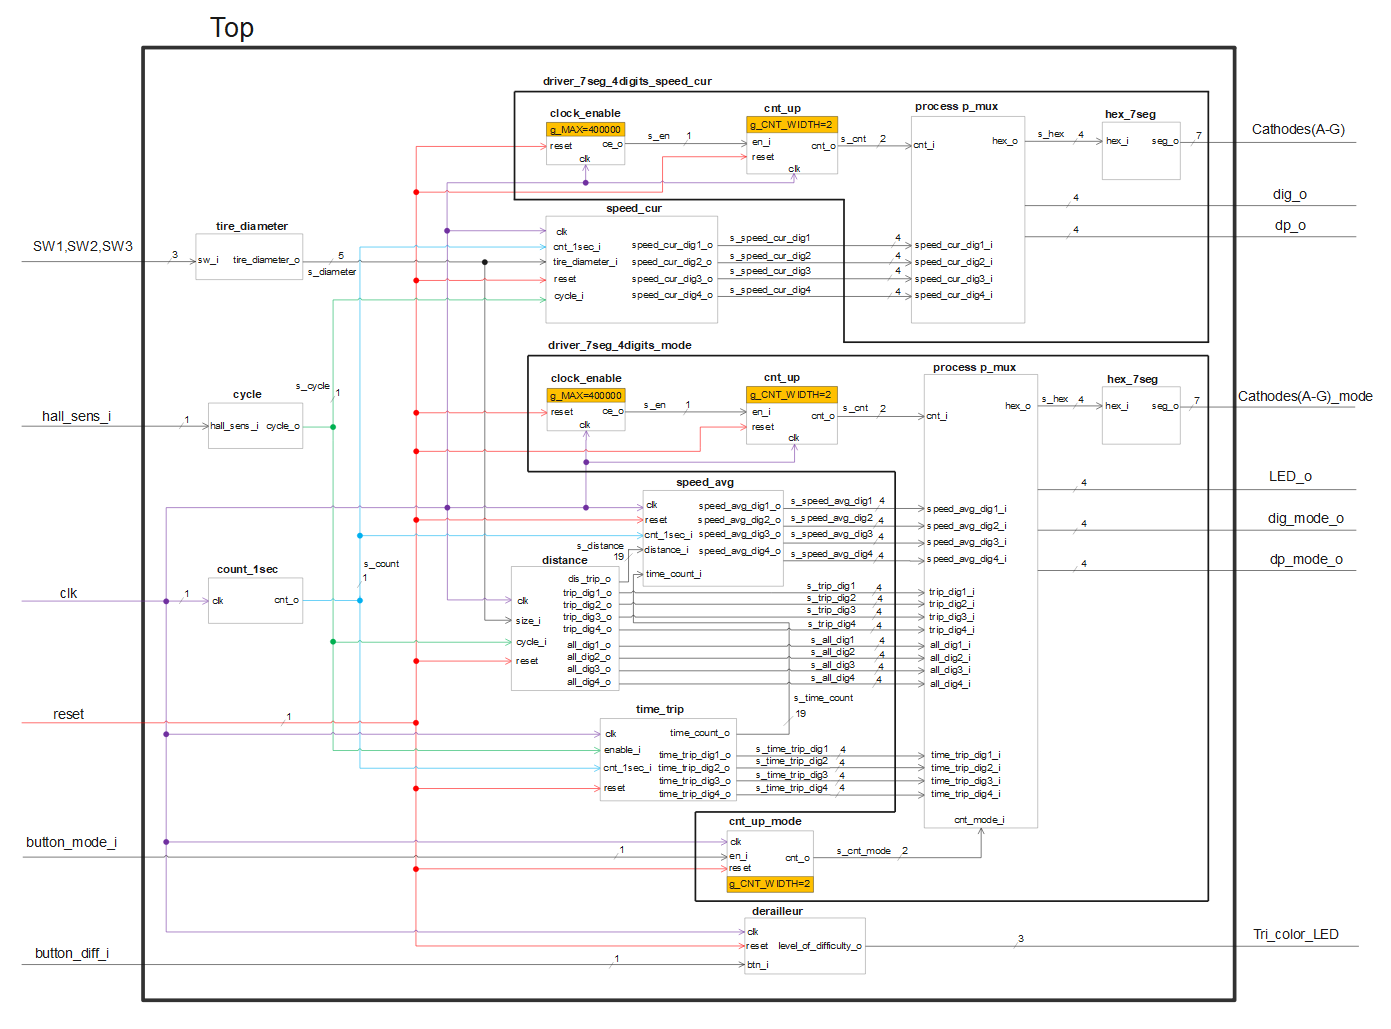 Top
driver_7seg_4digits_speed_cur
clock_enable
g_MAX=400000
reset
ce_o
clk
s_en
1
cnt_up
g_CNT_WIDTH=2
en_i
reset
cnt_o
clk
s_cnt
2
process p_mux
cnt_i
hex_o
speed_cur_dig1_i
speed_cur_dig2_i
speed_cur_dig3_i
speed_cur_dig4_i
s_hex
4
hex_7seg
hex_i
seg_o
7
Cathodes(A-G)
4
dig_o
4
dp_o
SW1,SW2,SW3
3
tire_diameter
sw_i
tire_diameter_o
5
s_diameter
speed_cur
clk
cnt_1sec_i
tire_diameter_i
reset
cycle_i
speed_cur_dig1_o
speed_cur_dig2_o
speed_cur_dig3_o
speed_cur_dig4_o
s_speed_cur_dig1
4
s_speed_cur_dig2
4
s_speed_cur_dig3
4
s_speed_cur_dig4
4
driver_7seg_4digits_mode
clock_enable
g_MAX=400000
reset
ce_o
clk
s_en
1
cnt_up
g_CNT_WIDTH=2
en_i
reset
cnt_o
clk
s_cnt
2
process p_mux
cnt_i
hex_o
speed_avg_dig1_i
speed_avg_dig2_i
speed_avg_dig3_i
speed_avg_dig4_i
trip_dig1_i
trip_dig2_i
trip_dig3_i
trip_dig4_i
all_dig1_i
all_dig2_i
all_dig3_i
all_dig4_i
time_trip_dig1_i
time_trip_dig2_i
time_trip_dig3_i
time_trip_dig4_i
cnt_mode_i
s_hex
4
hex_7seg
hex_i
seg_o
7
Cathodes(A-G)_mode
4
LED_o
4
dig_mode_o
4
dp_mode_o
hall_sens_i
1
cycle
hall_sens_i
cycle_o
s_cycle
1
speed_avg
clk
reset
cnt_1sec_i
distance_i
time_count_i
speed_avg_dig1_o
speed_avg_dig2_o
speed_avg_dig3_o
speed_avg_dig4_o
s_speed_avg_dig1
4
s_speed_avg_dig2
4
s_speed_avg_dig3
4
s_speed_avg_dig4
4
s_distance
19
clk
1
count_1sec
clk
cnt_o
s_count
1
distance
clk
size_i
cycle_i
reset
dis_trip_o
trip_dig1_o
trip_dig2_o
trip_dig3_o
trip_dig4_o
all_dig1_o
all_dig2_o
all_dig3_o
all_dig4_o
s_trip_dig1
4
s_trip_dig2
4
s_trip_dig3
4
s_trip_dig4
4
s_all_dig1
4
s_all_dig2
4
s_all_dig3
4
s_all_dig4
4
s_time_count
19
reset
1
time_trip
clk
enable_i
cnt_1sec_i
reset
time_count_o
time_trip_dig1_o
time_trip_dig2_o
time_trip_dig3_o
time_trip_dig4_o
s_time_trip_dig1
4
s_time_trip_dig2
4
s_time_trip_dig3
4
s_time_trip_dig4
4
button_mode_i
1
cnt_up_mode
clk
en_i
reset
cnt_o
g_CNT_WIDTH=2
s_cnt_mode
2
button_diff_i
1
derailleur
clk
reset
btn_i
level_of_difficulty_o
3
Tri_color_LED